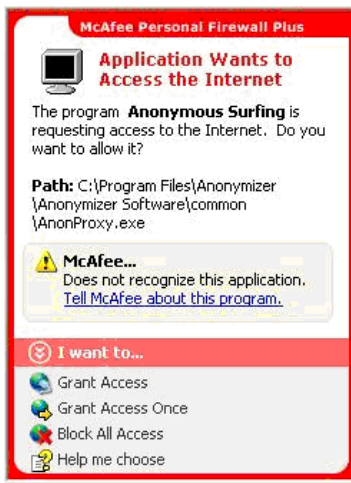 McAfee Personal Firewall Plus
Application Wants to
Access the Internet
The program Anonymous Surfing is
requesting access to the Internet. Do you
want to allow it?
Path: C:\Program Files\Anonymizer
\Anonymizer Software\common
\AnonProxy.exe
McAfee...
Does not recognize this application.
Tell McAfee about this program.
I want to...
Grant Access
Grant Access Once
Block All Access
Help me choose